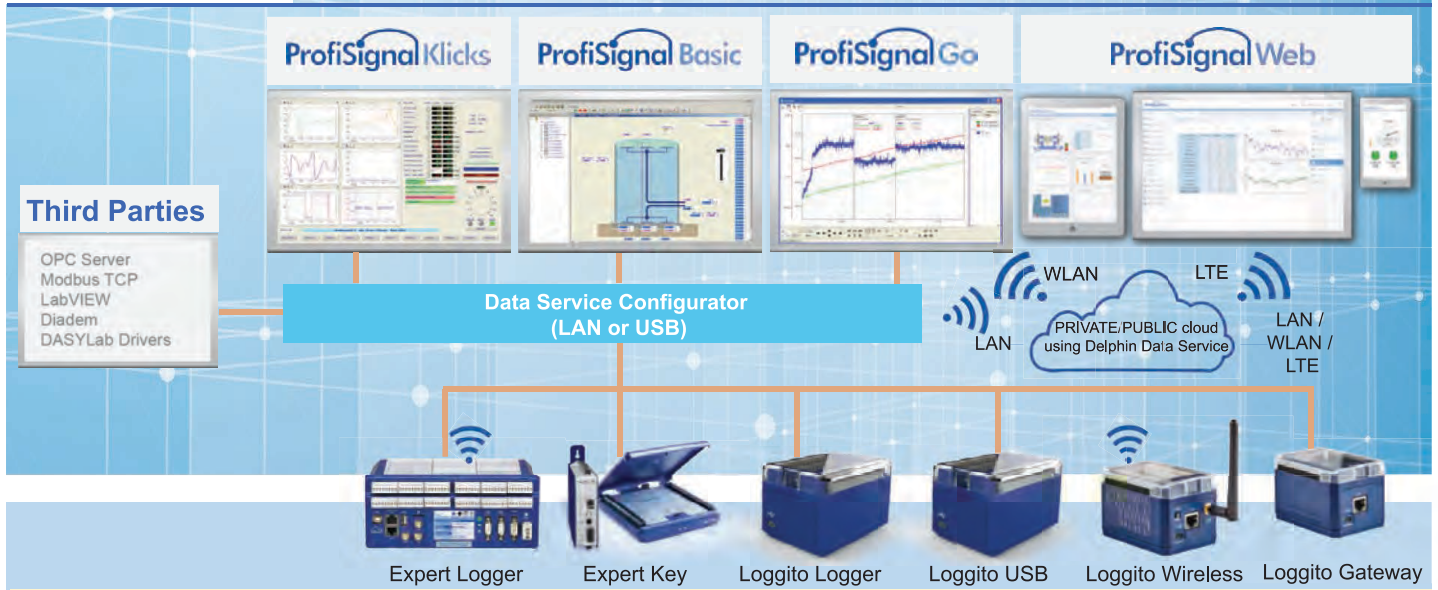 ProfiSignal Klicks
ProfiSignal Basic
ProfiSignal Go
ProfiSignal Web
Third Parties
OPC Server
Modbus TCP
LabVIEW
Diadem
DASYLab Drivers
Data Service Configurator
(LAN or USB)
WLAN
LTE
LAN
PRIVATE/PUBLIC cloud
using Delphin Data Service
LAN /
WLAN /
LTE
Expert Logger
Expert Key
Loggito Logger
Loggito USB
Loggito Wireless
Loggito Gateway